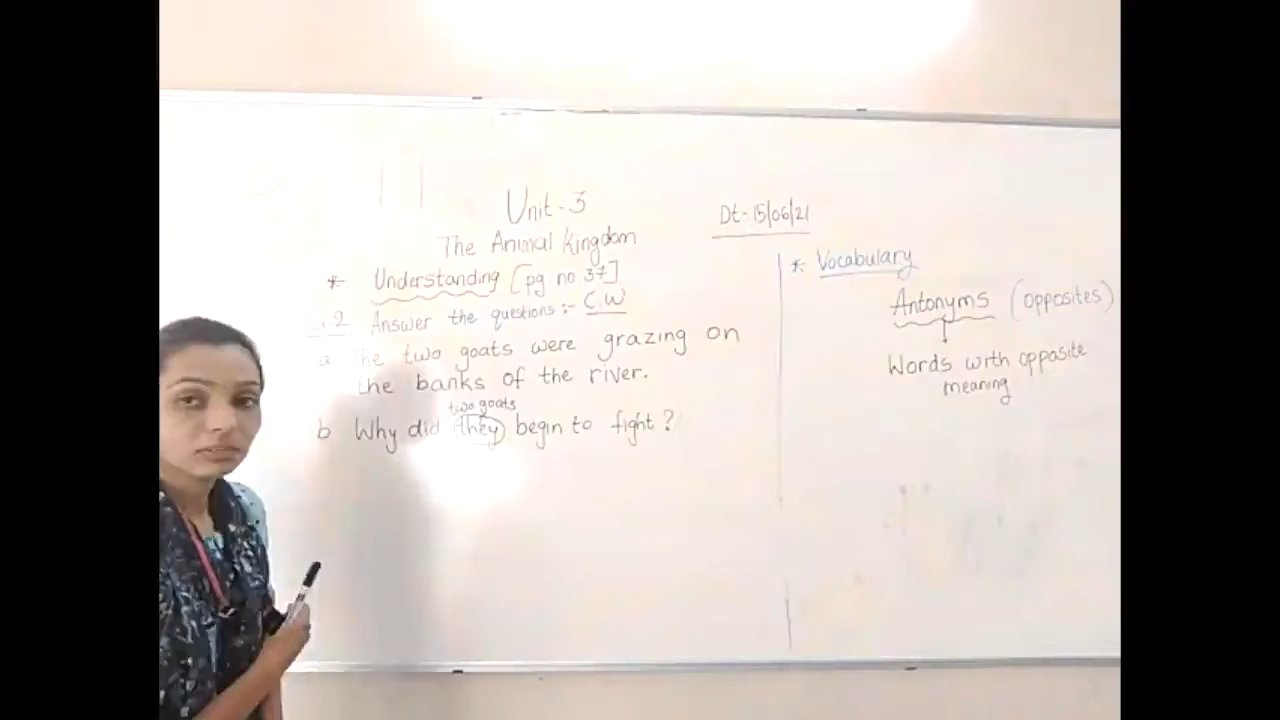 Unit - 3
Dt - 15/06/21
The Animal Kingdom
* Understanding [pg no 37]
Q.2 Answer the questions :- C.W
a The two goats were grazing on
the banks of the river.
two goats
b Why did they begin to fight ?
* Vocabulary
Antonyms (opposites)
Words with opposite
meaning